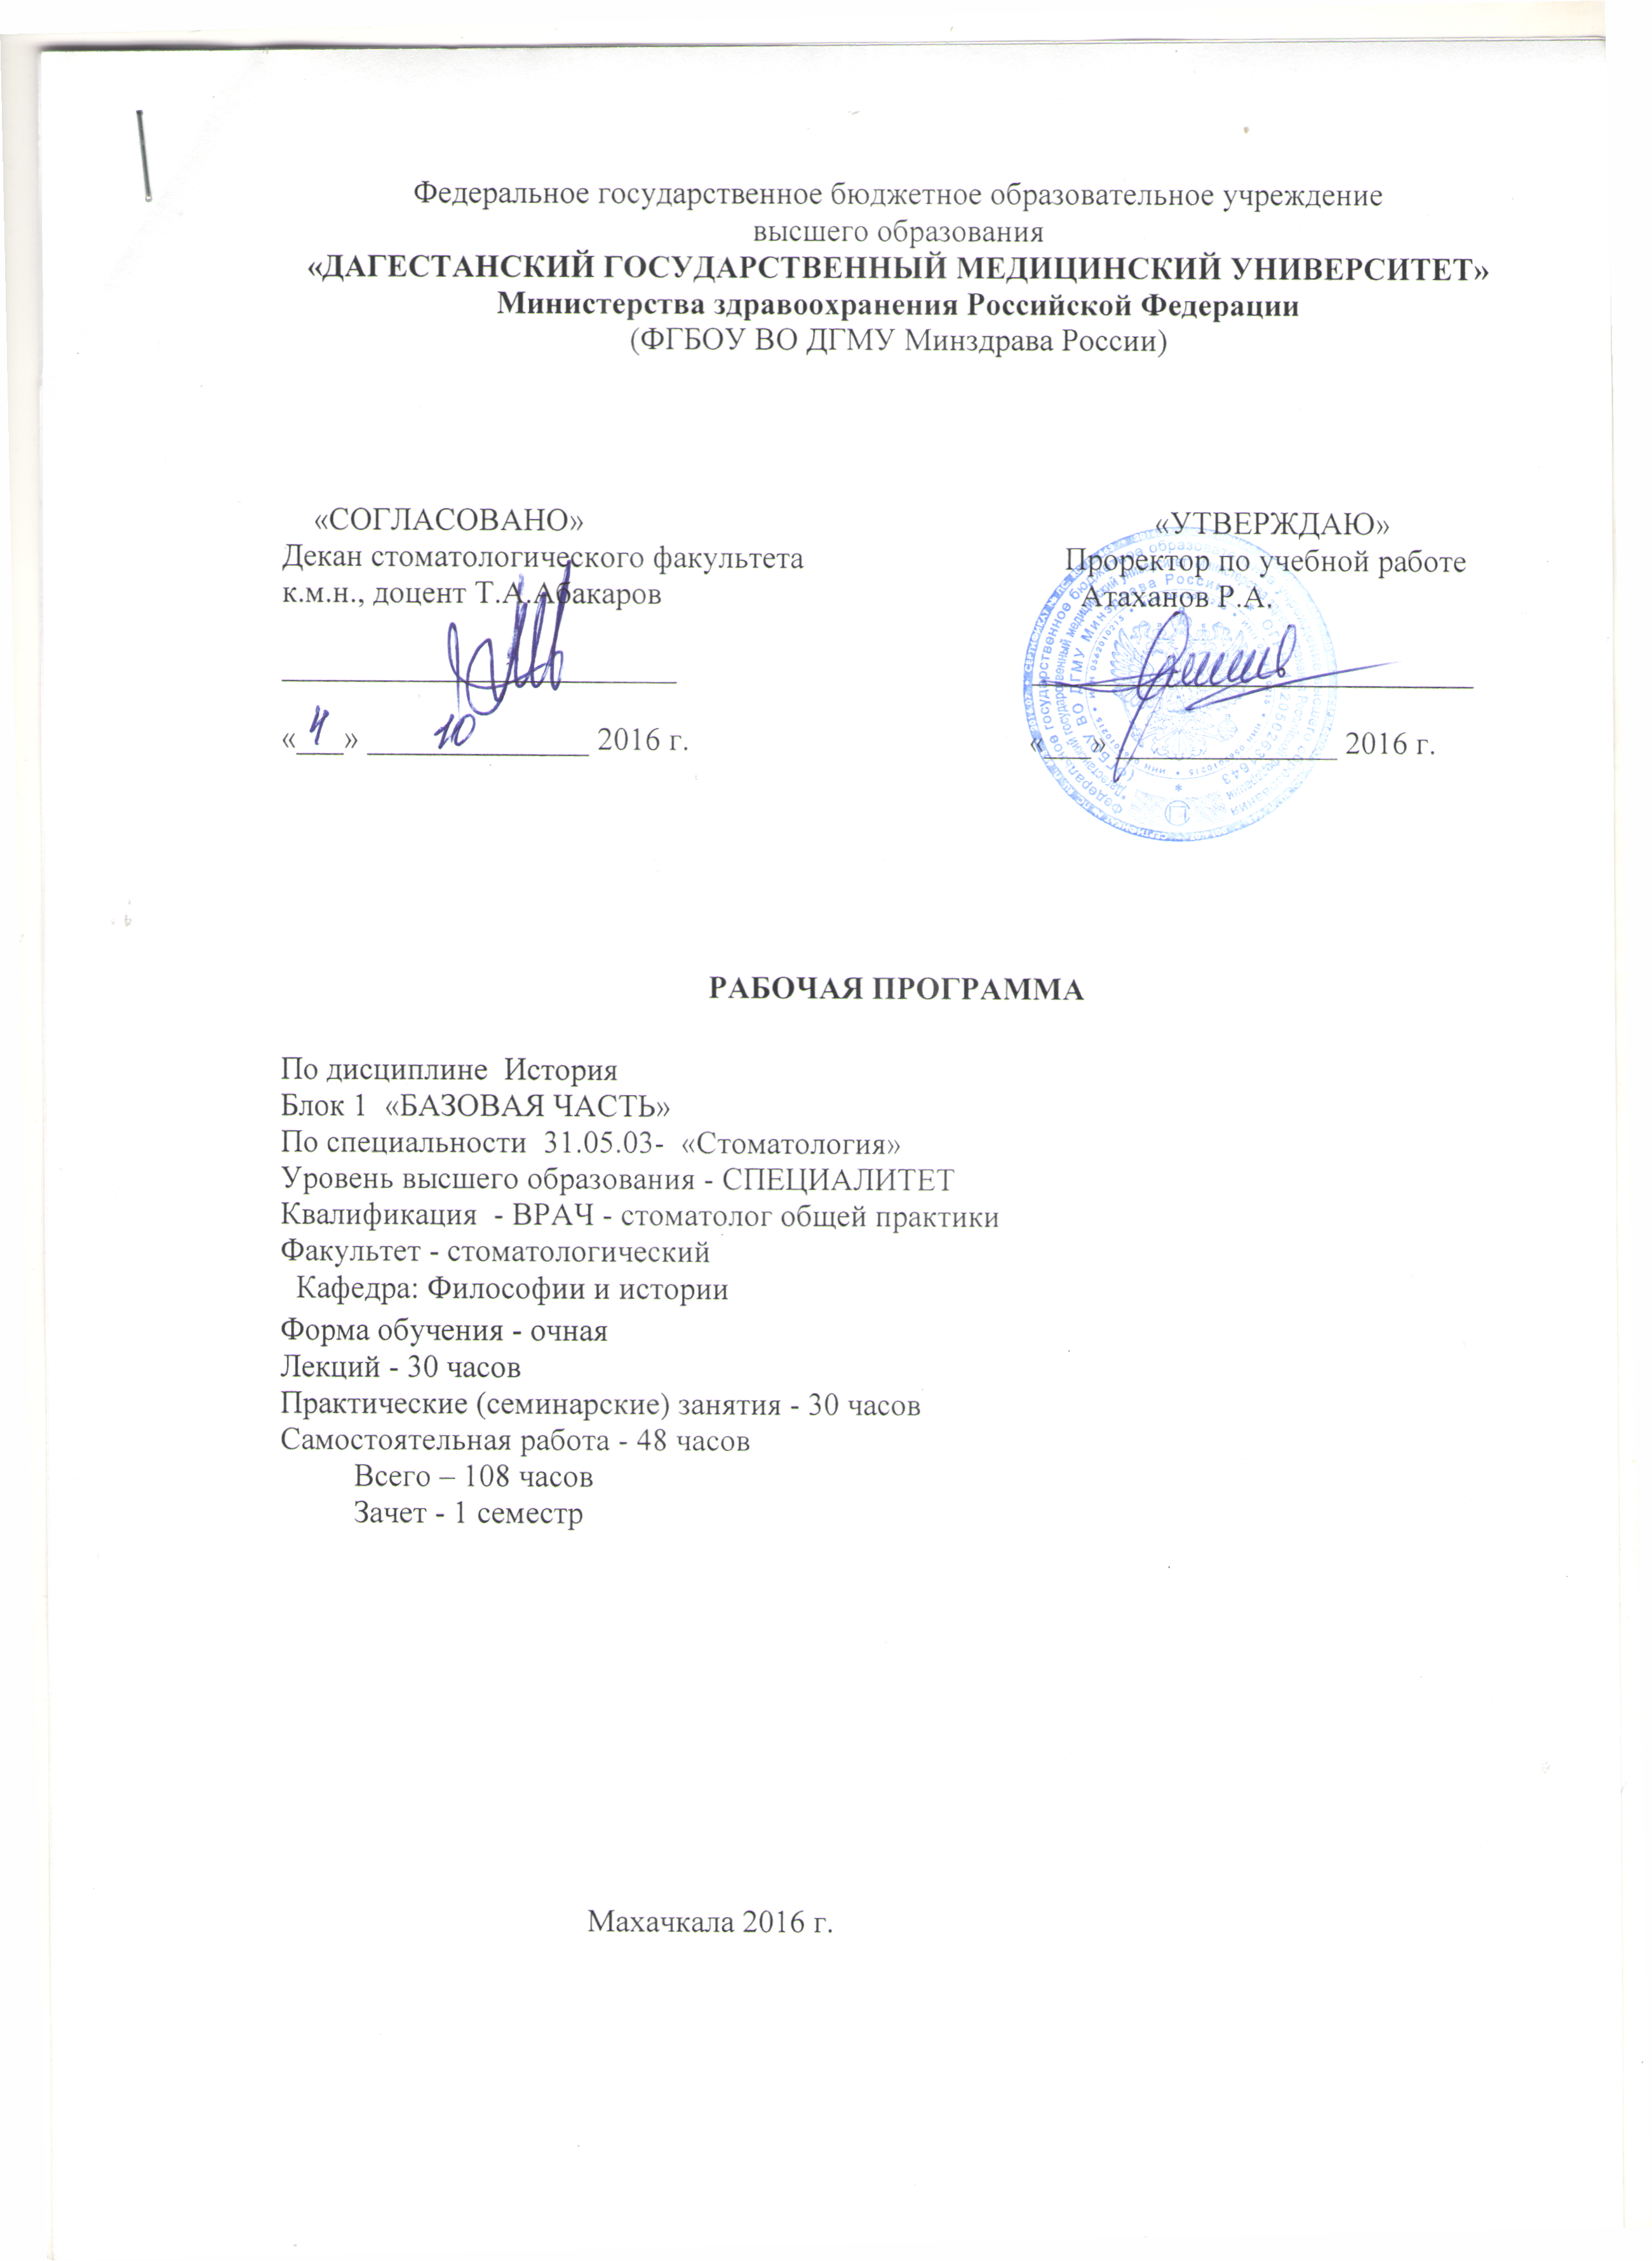 Федеральное государственное бюджетное образовательное учреждение
высшего образования
«ДАГЕСТАНСКИЙ ГОСУДАРСТВЕННЫЙ МЕДИЦИНСКИЙ УНИВЕРСИТЕТ»
Министерства здравоохранения Российской Федерации
(ФГБОУ ВО ДГМУ Минздрава России)
«СОГЛАСОВАНО»
Декан стоматологического факультета
к.м.н., доцент Т.А.Абакаров
«4» 10 2016 г.
«УТВЕРЖДАЮ»
Проректор по учебной работе
Атаханов Р.А.
«___» ______________ 2016 г.
РАБОЧАЯ ПРОГРАММА
По дисциплине История
Блок 1 «БАЗОВАЯ ЧАСТЬ»
По специальности 31.05.03- «Стоматология»
Уровень высшего образования - СПЕЦИАЛИТЕТ
Квалификация - ВРАЧ - стоматолог общей практики
Факультет - стоматологический
Кафедра: Философии и истории
Форма обучения - очная
Лекций - 30 часов
Практические (семинарские) занятия - 30 часов
Самостоятельная работа - 48 часов
Всего – 108 часов
Зачет - 1 семестр
Махачкала 2016 г.